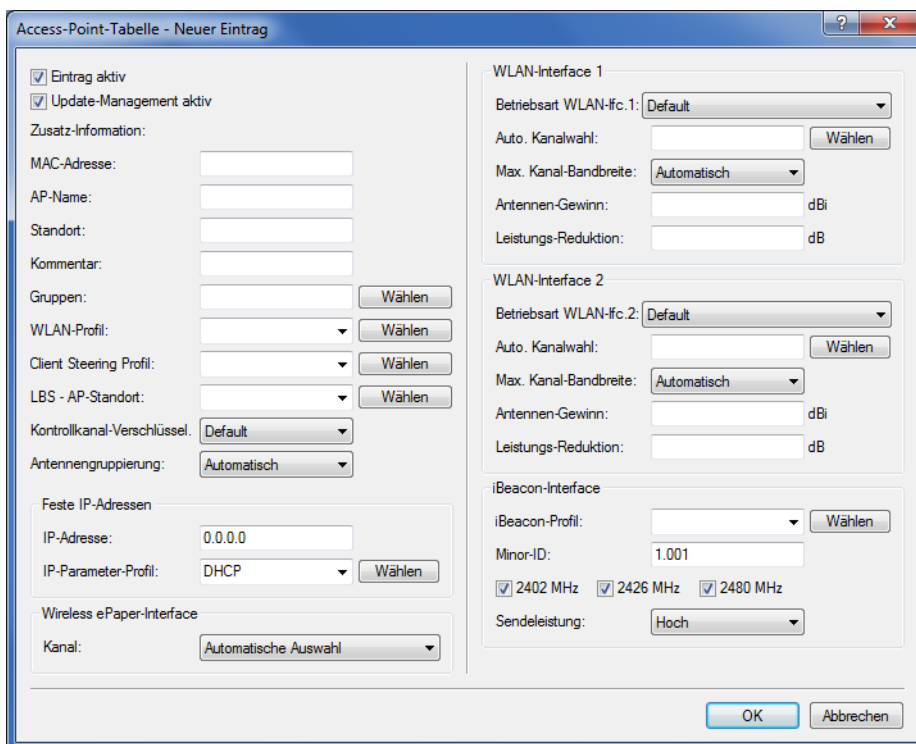 Access-Point-Tabelle - Neuer Eintrag
Eintrag aktiv
Update-Management aktiv
Zusatz-Information:
MAC-Adresse:
AP-Name:
Standort:
Kommentar:
Gruppen: Wählen
WLAN-Profil: Wählen
Client Steering Profil: Wählen
LBS - AP-Standort: Wählen
Kontrollkanal-Verschlüssel. Default
Antennengruppierung: Automatisch
Feste IP-Adressen
IP-Adresse: 0.0.0.0
IP-Parameter-Profil: DHCP Wählen
Wireless ePaper-Interface
Kanal: Automatische Auswahl
WLAN-Interface 1
Betriebsart WLAN-Ifc.1: Default
Auto. Kanalwahl: Wählen
Max. Kanal-Bandbreite: Automatisch
Antennen-Gewinn: dBi
Leistungs-Reduktion: dB
WLAN-Interface 2
Betriebsart WLAN-Ifc.2: Default
Auto. Kanalwahl: Wählen
Max. Kanal-Bandbreite: Automatisch
Antennen-Gewinn: dBi
Leistungs-Reduktion: dB
iBeacon-Interface
iBeacon-Profil: Wählen
Minor-ID: 1.001
2402 MHz 2426 MHz 2480 MHz
Sendeleistung: Hoch
OK Abbrechen